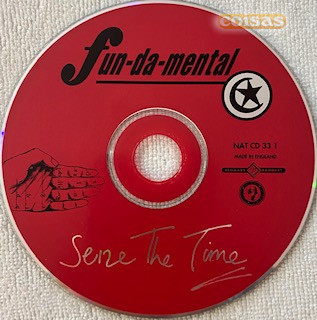 coisas
fun-da-mental
NAT CD 33 1
MADE IN ENGLAND
Seize The Time